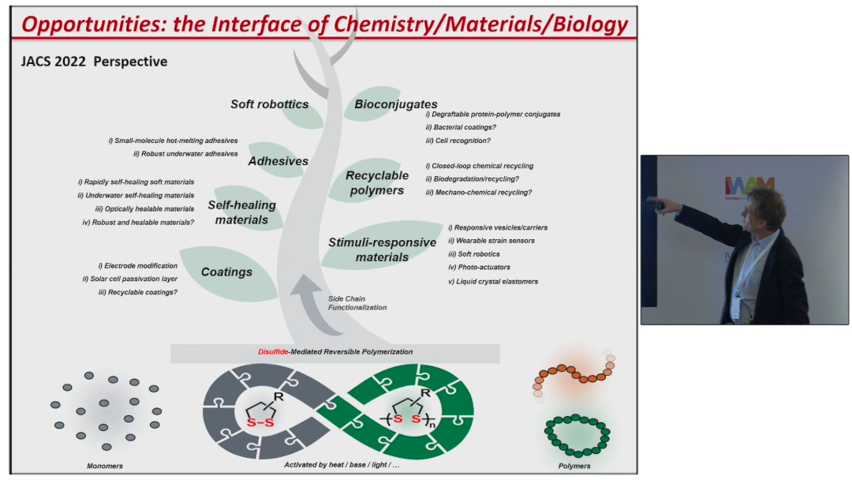 Opportunities: the Interface of Chemistry/Materials/Biology
JACS 2022 Perspective
Soft robottics
Bioconjugates
i) Degraftable protein-polymer conjugates
ii) Bacterial coatings?
iii) Cell recognition?
i) Small-molecule hot-melting adhesives
ii) Robust underwater adhesives
Adhesives
Recyclable
polymers
i) Closed-loop chemical recycling
ii) Biodegradation/recycling?
iii) Mechano-chemical recycling?
i) Rapidly self-healing soft materials
ii) Underwater self-healing materials
iii) Optically healable materials
iv) Robust and healable materials?
Self-healing
materials
Stimuli-responsive
materials
i) Responsive vesicles/carriers
ii) Wearable strain sensors
iii) Soft robotics
iv) Photo-actuators
v) Liquid crystal elastomers
i) Electrode modification
ii) Solar cell passivation layer
iii) Recyclable coatings?
Coatings
Side Chain
Functionalization
Disulfide-Mediated Reversible Polymerization
R
S-S
R
S S
n
Monomers
Activated by heat / base / light / ...
Polymers